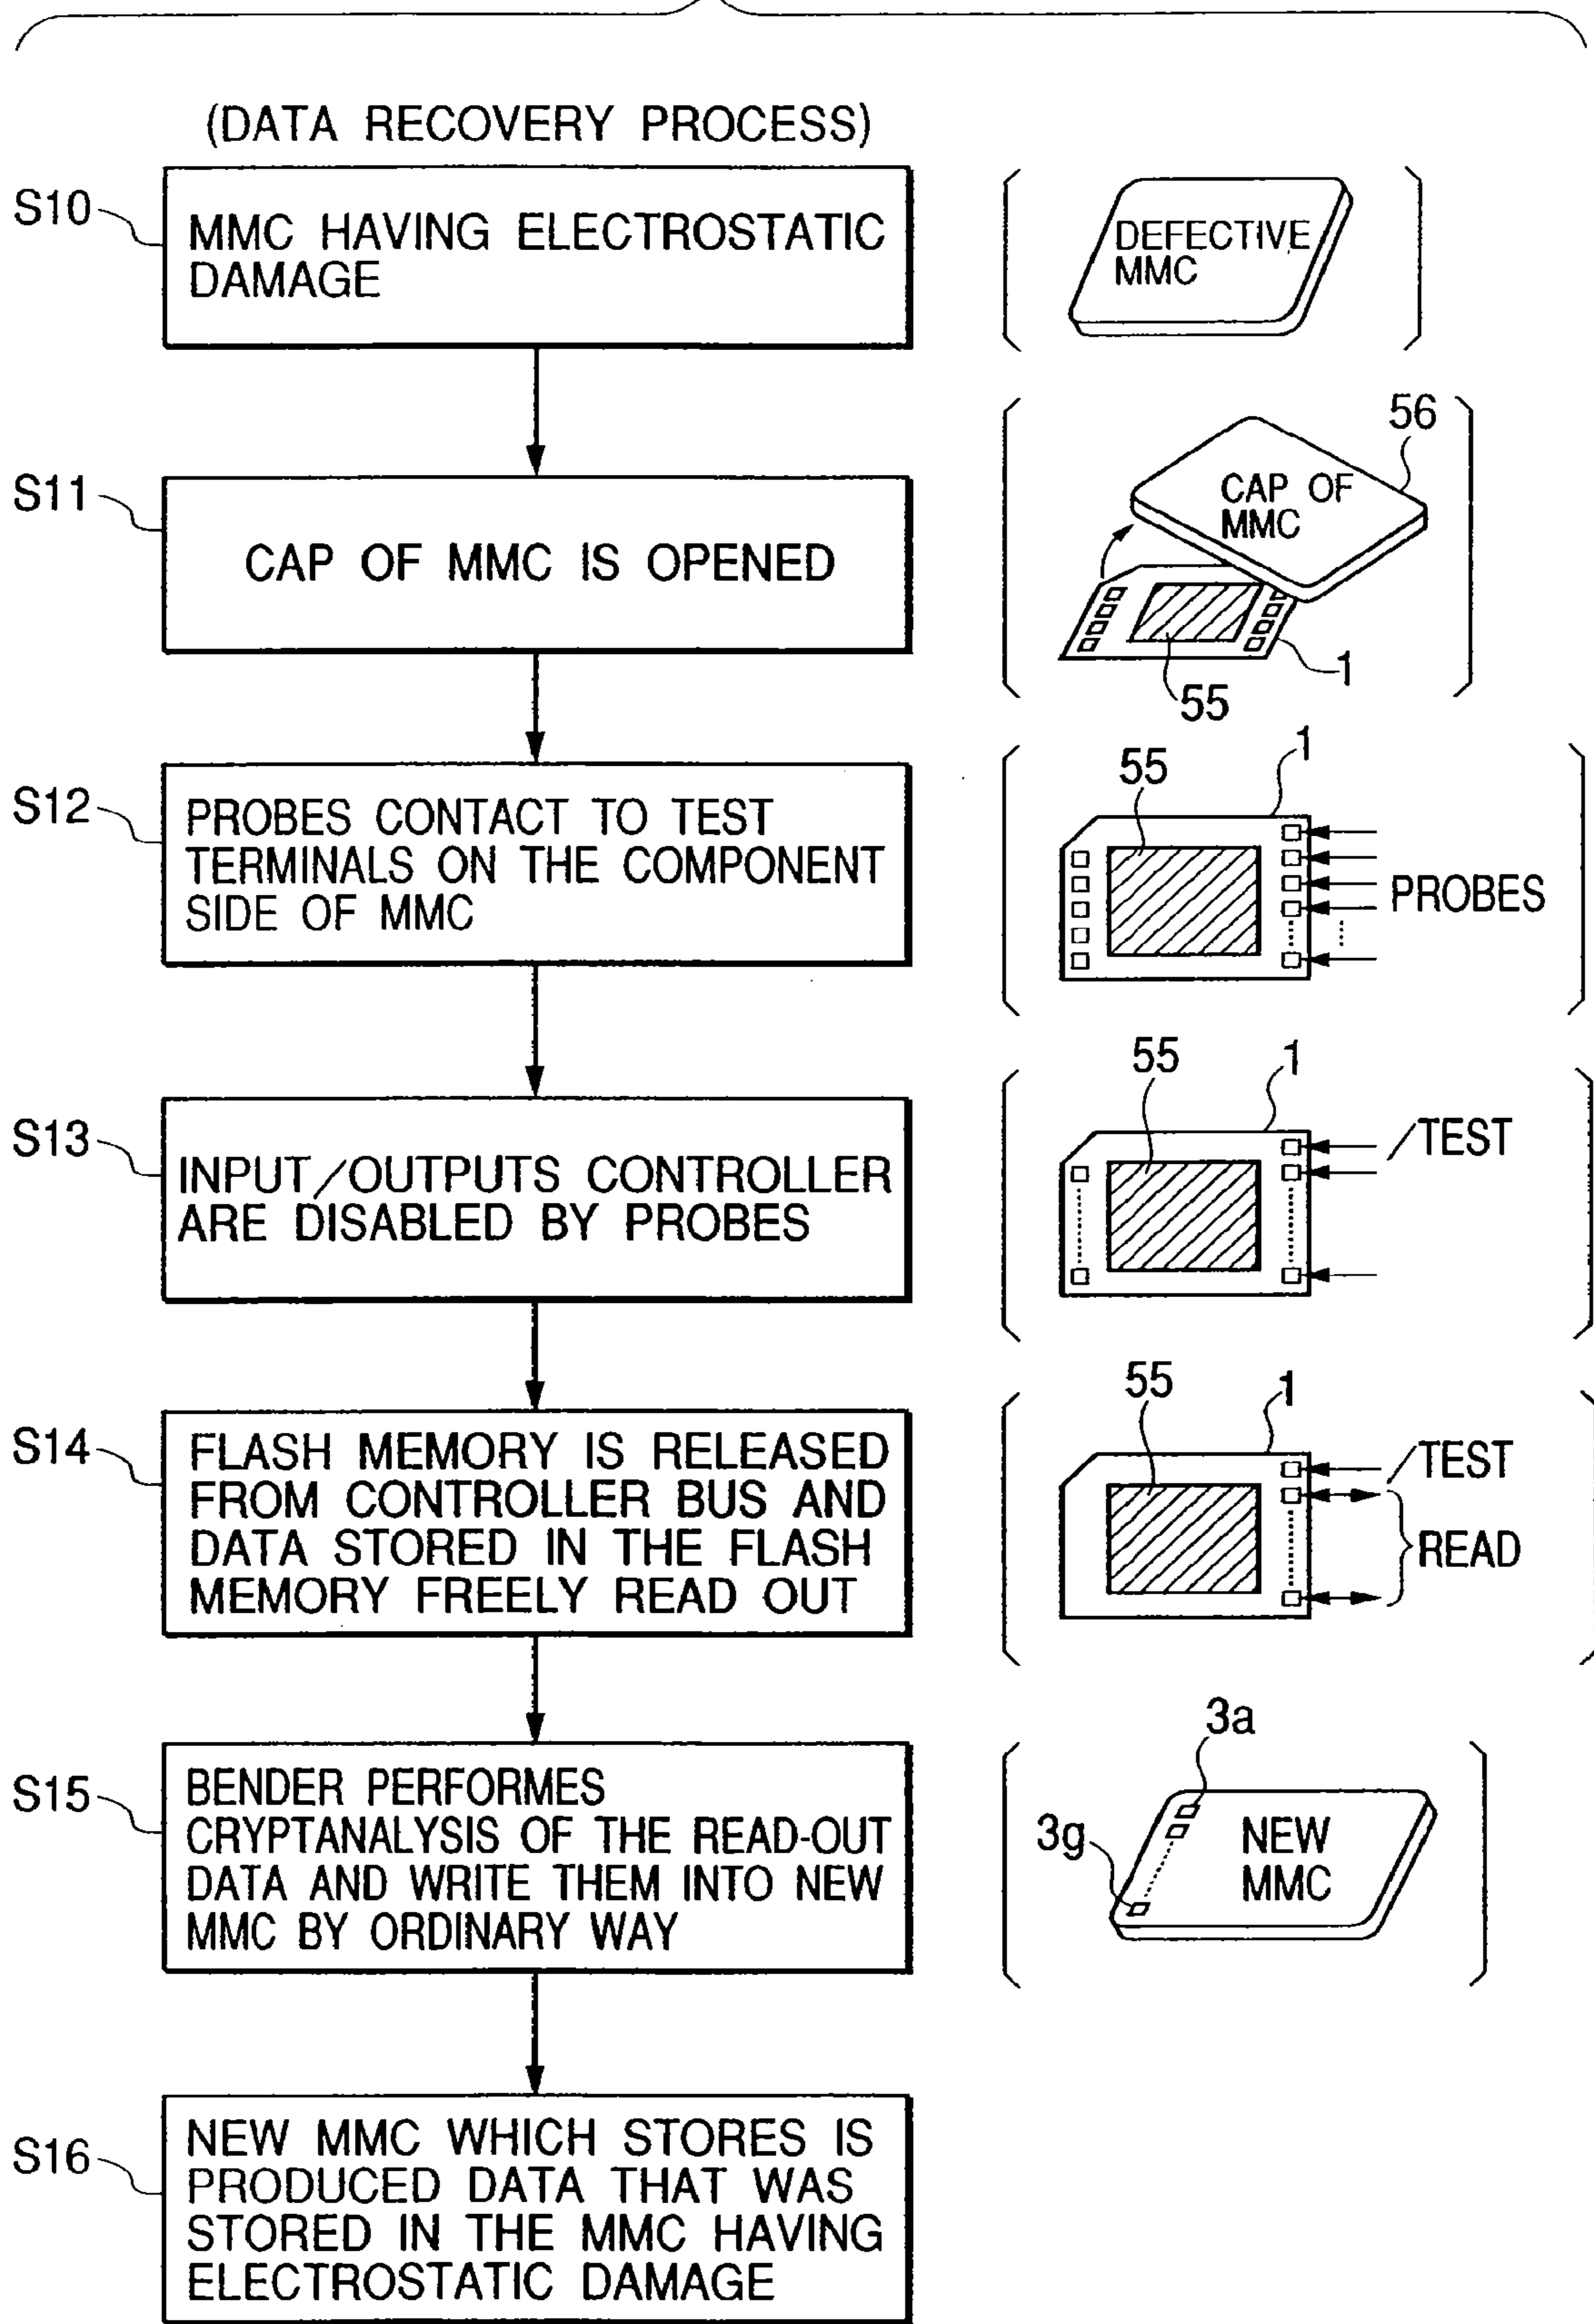 (DATA RECOVERY PROCESS)
S10
MMC HAVING ELECTROSTATIC
DAMAGE
DEFECTIVE
MMC
S11
CAP OF MMC IS OPENED
56
CAP OF
MMC
1
55
S12
PROBES CONTACT TO TEST
TERMINALS ON THE COMPONENT
SIDE OF MMC
55
1
PROBES
S13
INPUT/OUTPUTS CONTROLLER
ARE DISABLED BY PROBES
55
1
/TEST
S14
FLASH MEMORY IS RELEASED
FROM CONTROLLER BUS AND
DATA STORED IN THE FLASH
MEMORY FREELY READ OUT
55
1
/TEST
READ
S15
BENDER PERFORMES
CRYPTANALYSIS OF THE READ-OUT
DATA AND WRITE THEM INTO NEW
MMC BY ORDINARY WAY
3a
3g
NEW
MMC
S16
NEW MMC WHICH STORES IS
PRODUCED DATA THAT WAS
STORED IN THE MMC HAVING
ELECTROSTATIC DAMAGE